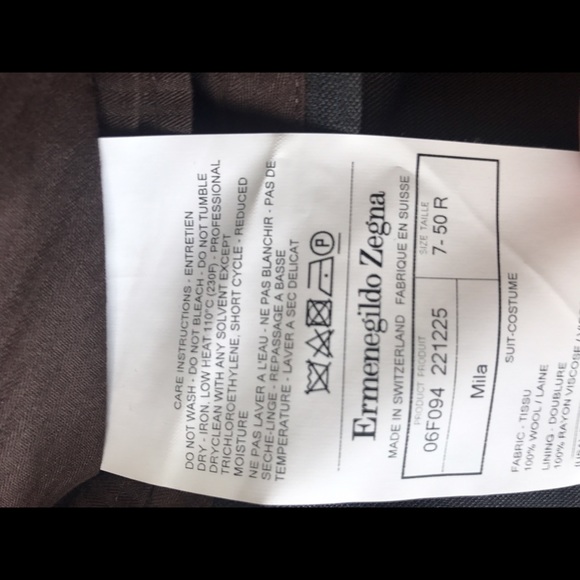 CARE INSTRUCTIONS - ENTRETIEN
DO NOT WASH - DO NOT BLEACH - DO NOT TUMBLE
DRY - IRON, LOW HEAT 110°C (230F) - PROFESSIONAL
DRYCLEAN WITH ANY SOLVENT EXCEPT
TRICHLOROETHYLENE, SHORT CYCLE - REDUCED
MOISTURE
NE PAS LAVER A L'EAU - NE PAS BLANCHIR - PAS DE
SECHE-LINGE - REPASSAGE A BASSE
TEMPERATURE - LAVER A SEC DELICAT
P
Ermenegildo Zegna
MADE IN SWITZERLAND FABRIQUE EN SUISSE
PRODUCT PRODUIT SIZE TAILLE
06F094 221225 7- 50 R
Mila
SUIT-COSTUME
FABRIC - TISSU
100% WOOL / LAINE
LINING - DOUBLURE
100% RAYON VISCOSE